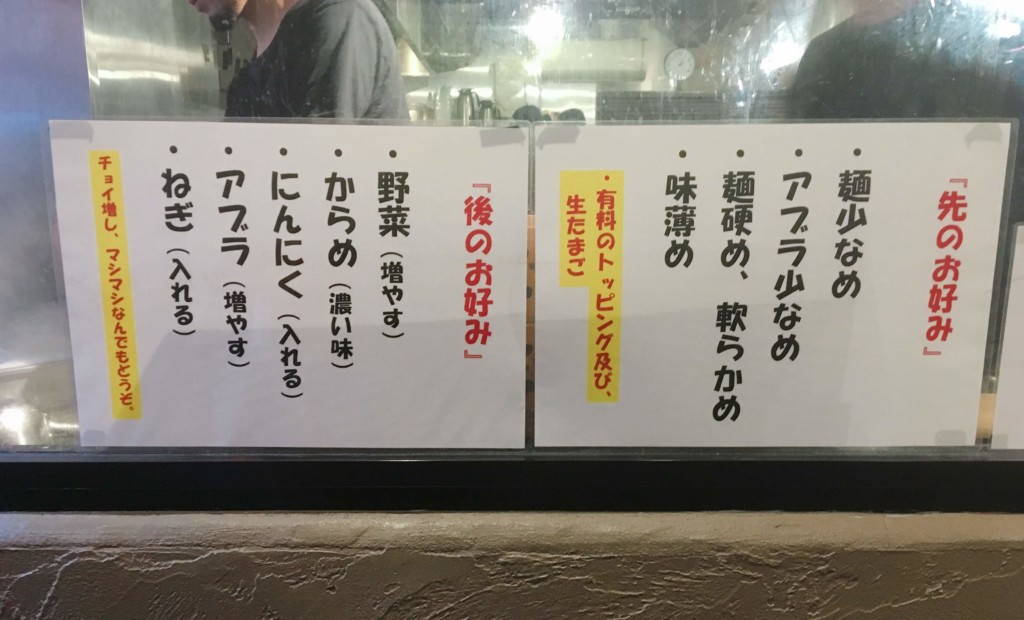 『先のお好み』
・麺少なめ
・アブラ少なめ
・麺硬め、軟らかめ
・味薄め
・有料のトッピング及び、
生たまご
『後のお好み』
・野菜（増やす）
・からめ（濃い味）
・にんにく（入れる）
・アブラ（増やす）
・ねぎ（入れる）
チョイ増し、マシマシなんでもどうぞ。